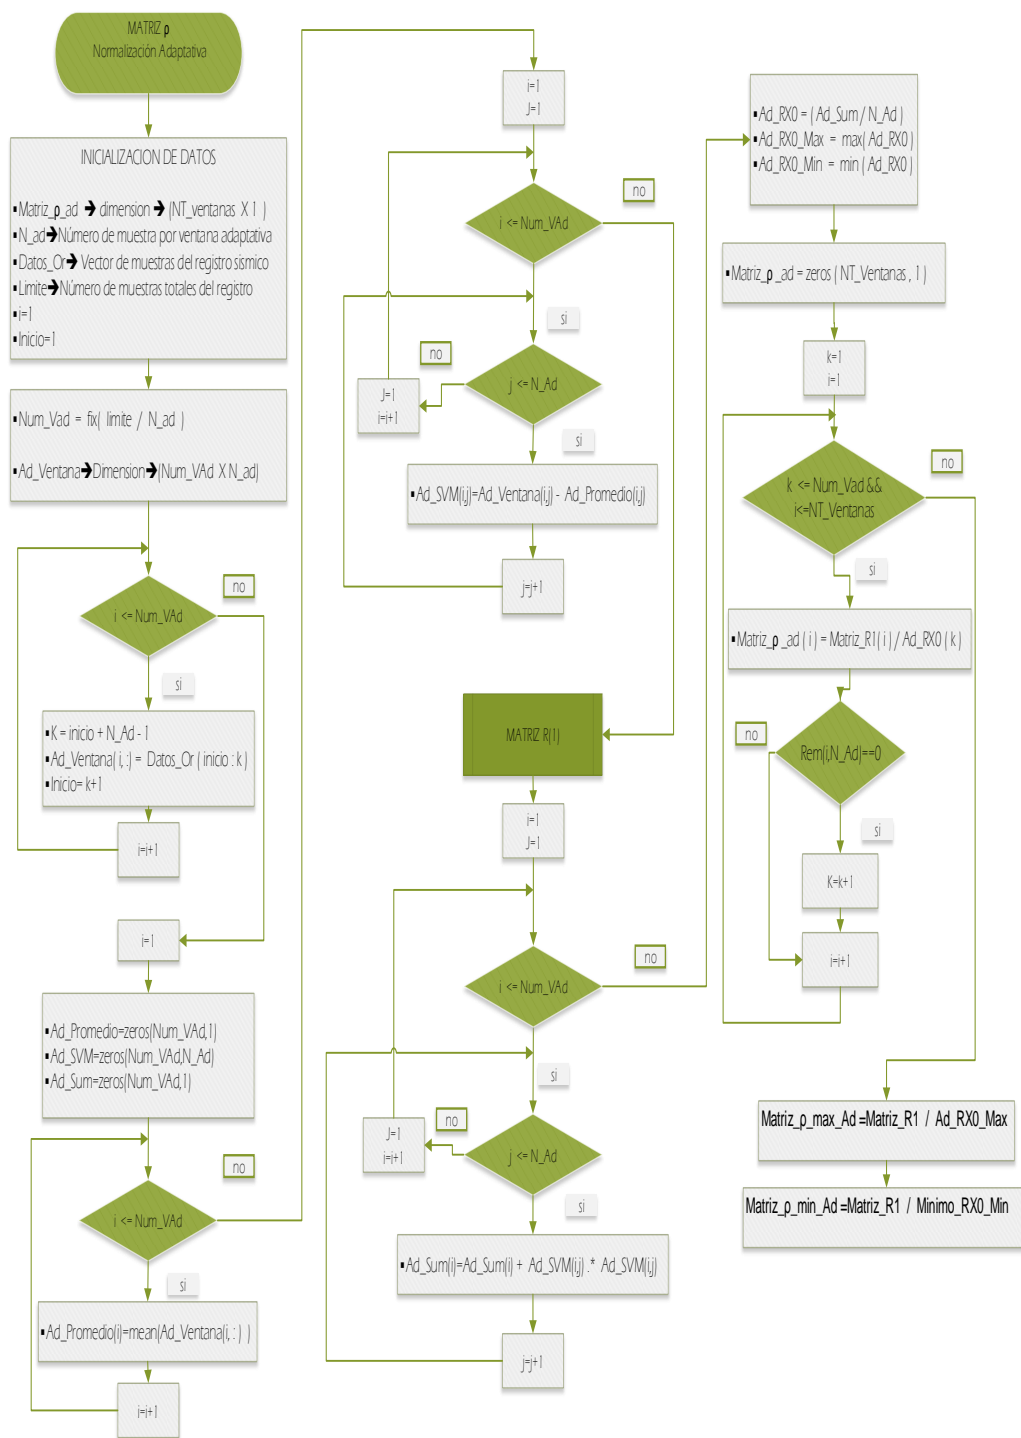 MATRIZ ρ
Normalización Adaptativa
INICIALIZACION DE DATOS
▪Matriz_ρ_ad ➔ dimension ➔ (NT_ventanas X 1 )
▪N_ad➔Número de muestra por ventana adaptativa
▪Datos_Or➔ Vector de muestras del registro sísmico
▪Limite➔Número de muestras totales del registro
▪i=1
▪Inicio=1
▪Num_Vad = fix( limite / N_ad )
▪Ad_Ventana➔Dimension➔(Num_VAd X N_ad)
i <= Num_VAd
no
si
▪K = inicio + N_Ad - 1
▪Ad_Ventana( i, :) = Datos_Or ( inicio : k )
▪Inicio= k+1
i=i+1
i=1
▪Ad_Promedio=zeros(Num_VAd,1)
▪Ad_SVM=zeros(Num_VAd,N_Ad)
▪Ad_Sum=zeros(Num_VAd,1)
i <= Num_VAd
no
si
▪Ad_Promedio(i)=mean(Ad_Ventana(i, : ) )
i=i+1
i=1
J=1
i <= Num_VAd
no
si
j <= N_Ad
no
J=1
i=i+1
si
▪Ad_SVM(i,j)=Ad_Ventana(i,j) - Ad_Promedio(i,j)
j=j+1
MATRIZ R(1)
i=1
J=1
i <= Num_VAd
no
si
j <= N_Ad
no
J=1
i=i+1
si
▪Ad_Sum(i)=Ad_Sum(i) + Ad_SVM(i,j) .* Ad_SVM(i,j)
j=j+1
▪Ad_RX0 = ( Ad_Sum / N_Ad )
▪Ad_RX0_Max = max( Ad_RX0 )
▪Ad_RX0_Min = min ( Ad_RX0 )
▪Matriz_ρ_ad = zeros ( NT_Ventanas , 1 )
k=1
i=1
k <= Num_Vad &&
i<=NT_Ventanas
no
si
▪Matriz_ρ _ad ( i ) = Matriz_R1( i ) / Ad_RX0 ( k )
Rem(i,N_Ad)==0
no
si
K=k+1
i=i+1
Matriz_ρ_max_Ad =Matriz_R1 / Ad_RX0_Max
Matriz_ρ_min_Ad =Matriz_R1 / Minimo_RX0_Min